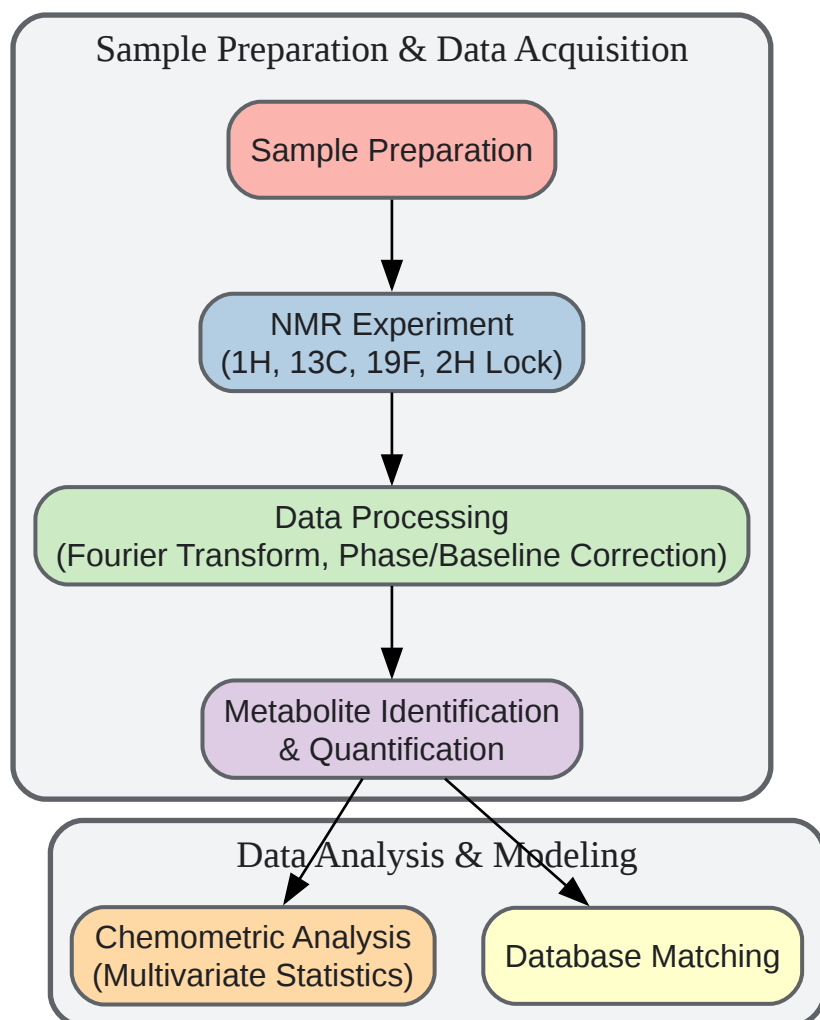 Sample Preparation & Data Acquisition
Sample Preparation
NMR Experiment
(1H, 13C, 19F, 2H Lock)
Data Processing
(Fourier Transform, Phase/Baseline Correction)
Metabolite Identification
& Quantification
Data Analysis & Modeling
Chemometric Analysis
(Multivariate Statistics)
Database Matching